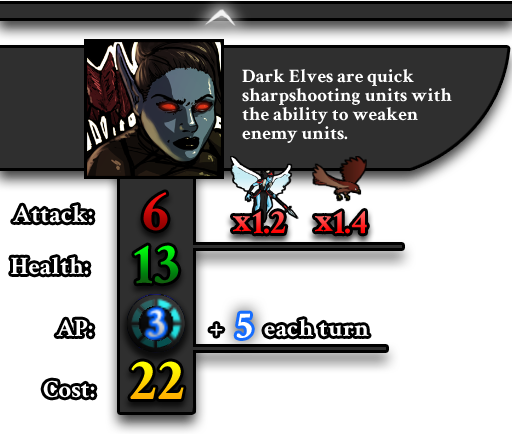 Dark Elves are quick
sharpshooting units with
the ability to weaken
enemy units.
Attack: 6 x1.2 x1.4
Health: 13
AP: 3 + 5 each turn
Cost: 22